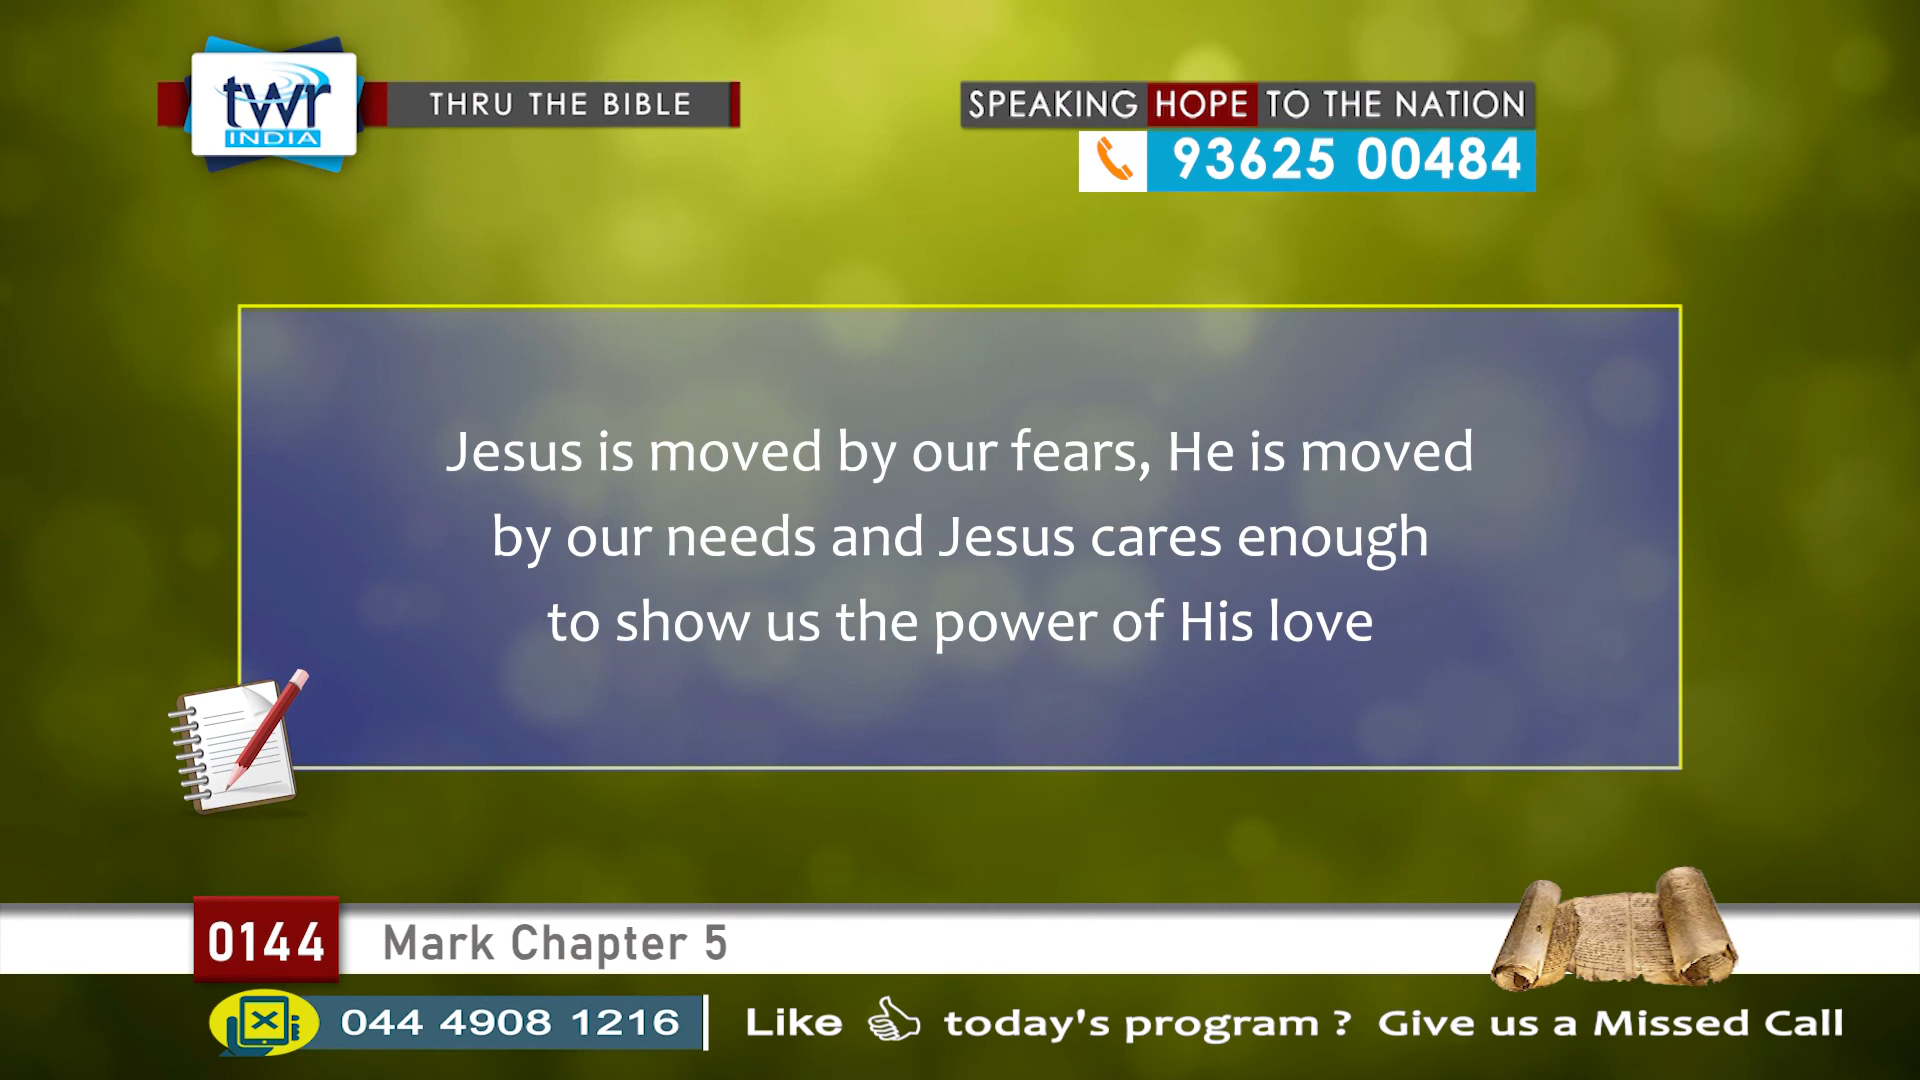 twr
INDIA
THRU THE BIBLE
SPEAKING HOPE TO THE NATION
93625 00484
Jesus is moved by our fears, He is moved
by our needs and Jesus cares enough
to show us the power of His love
0144
Mark Chapter 5
044 4908 1216
Like today's program ? Give us a Missed Call